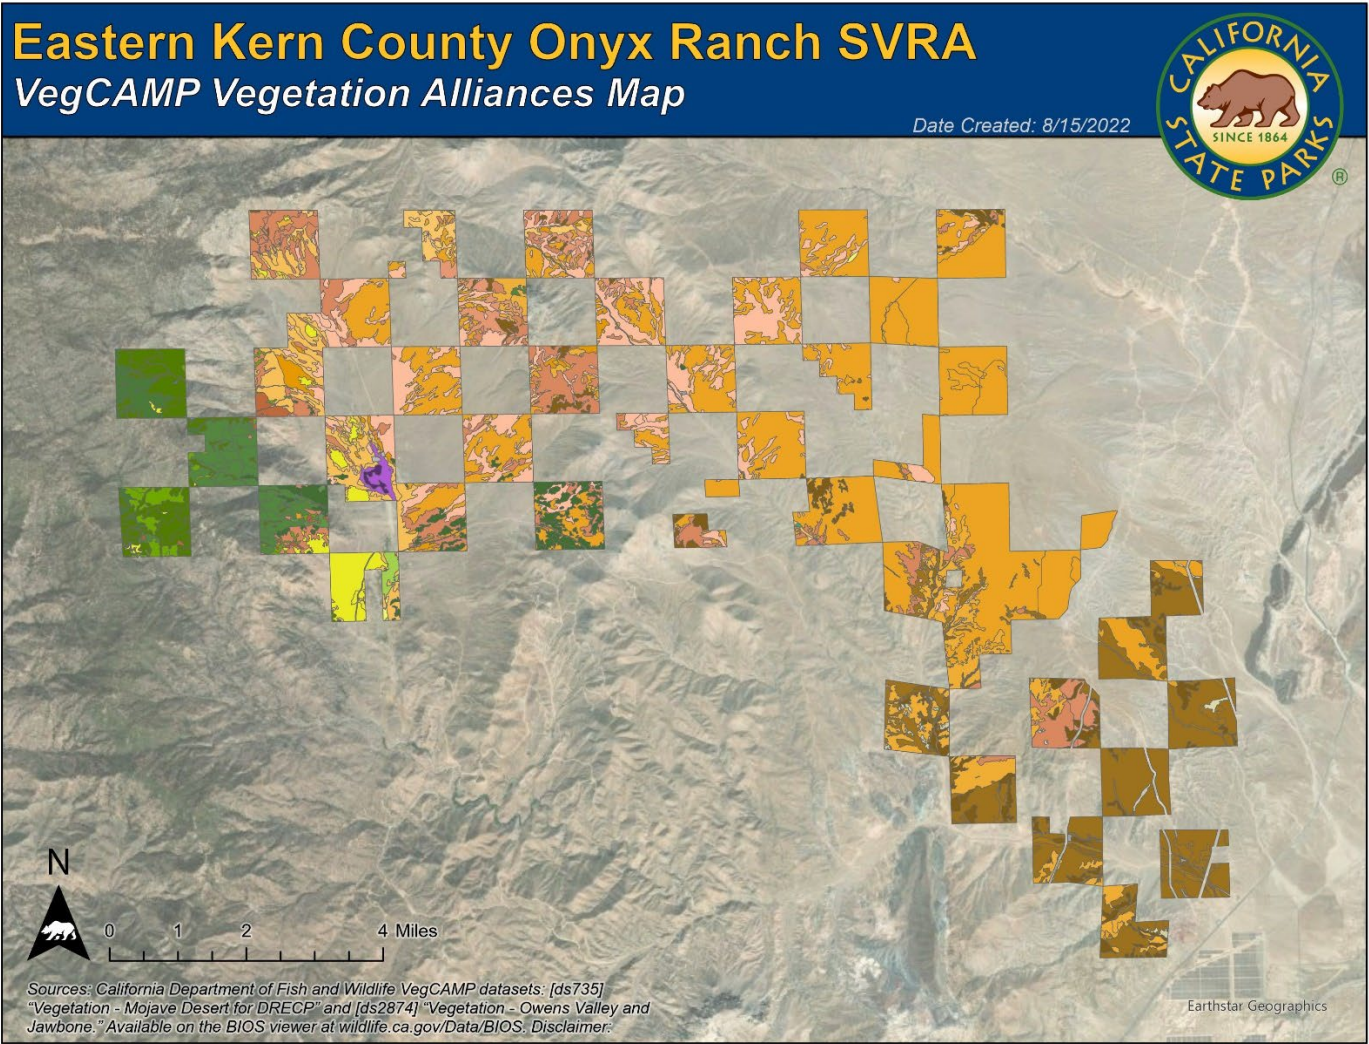 Eastern Kern County Onyx Ranch SVRA
VegCAMP Vegetation Alliances Map
Date Created: 8/15/2022
CALIFORNIA
SINCE 1864
STATE PARKS
®
N
0 1 2 4 Miles
Sources: California Department of Fish and Wildlife VegCAMP datasets: [ds735]
"Vegetation - Mojave Desert for DRECP" and [ds2874] "Vegetation - Owens Valley and
Jawbone." Available on the BIOS viewer at wildlife.ca.gov/Data/BIOS. Disclaimer:
Earthstar Geographics